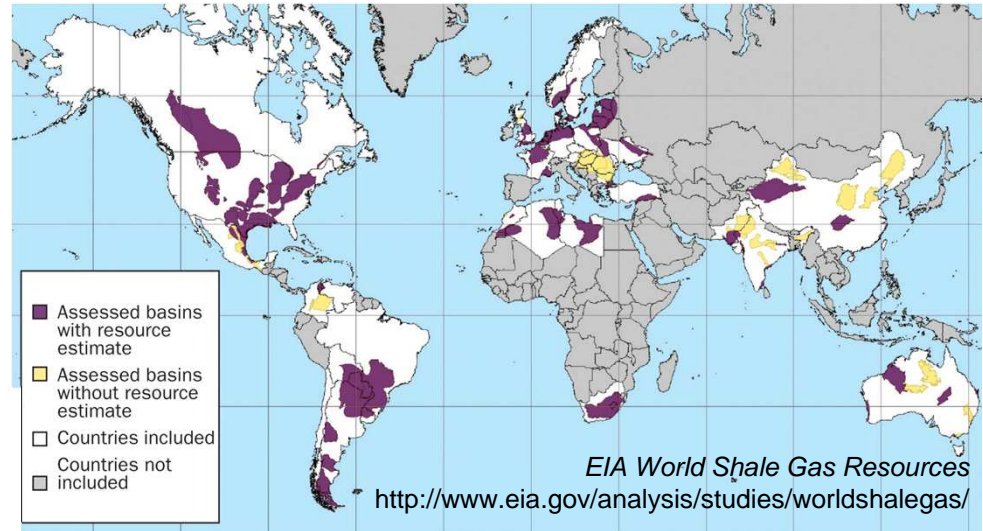 Assessed basins
with resource
estimate
Assessed basins
without resource
estimate
Countries included
Countries not
included
EIA World Shale Gas Resources
http://www.eia.gov/analysis/studies/worldshalegas/